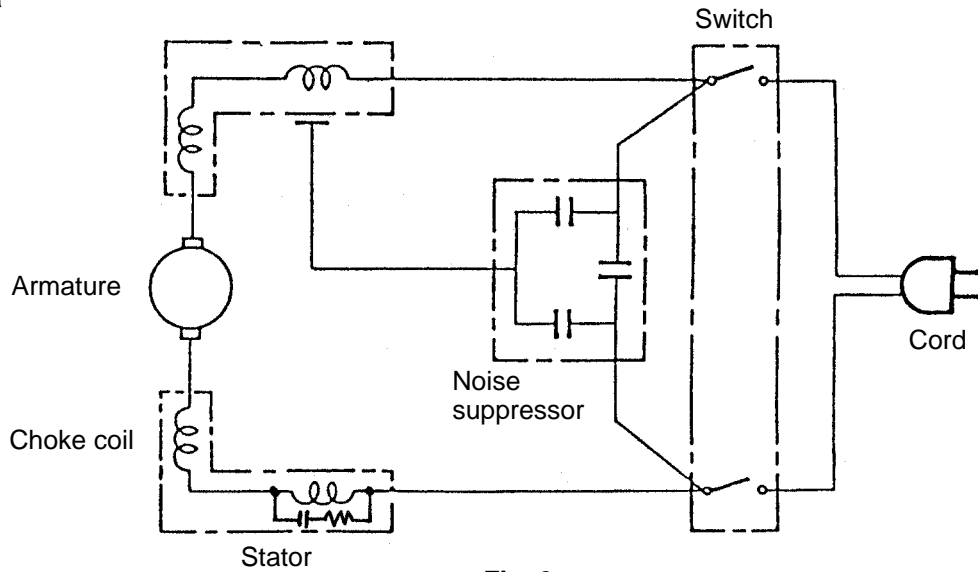 Switch
Armature
Cord
Noise
suppressor
Choke coil
Stator